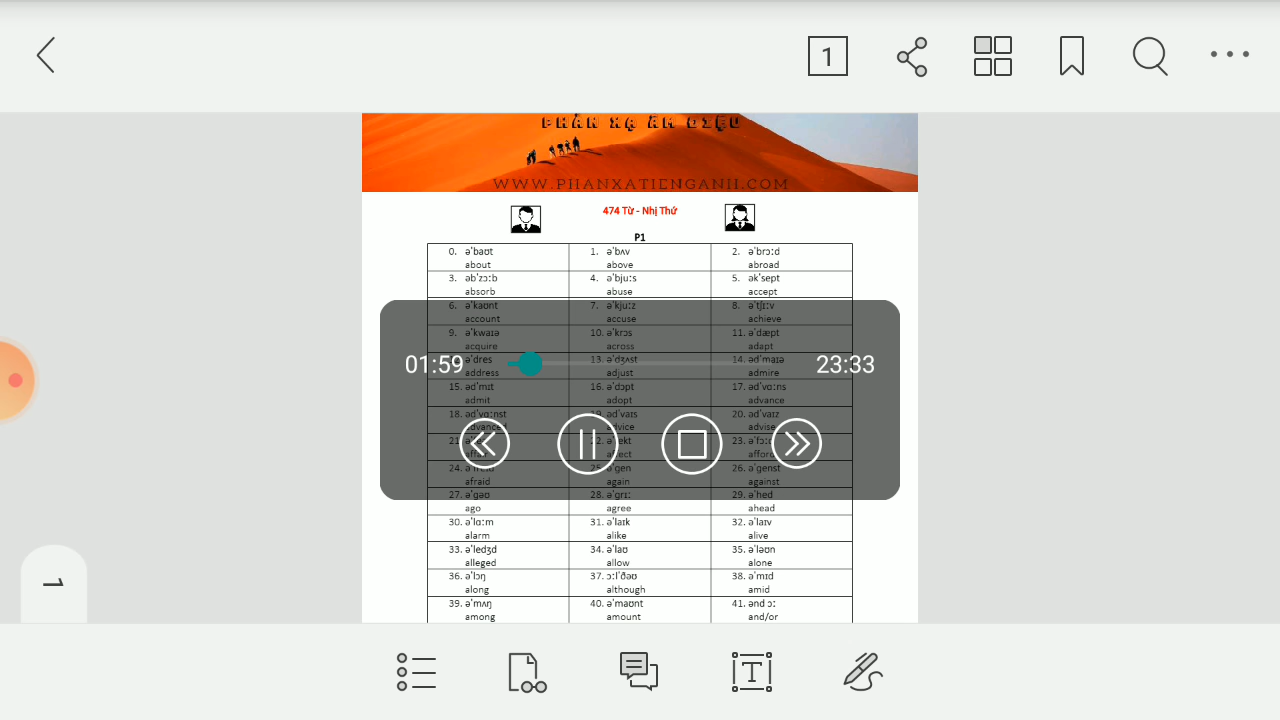 1
PHẢN XẠ ÂM ĐIỆU
WWW.PHANXATIENGANH.COM
474 Từ - Nhị Thứ
P1
0. əˈbaʊt 1. əˈbʌv 2. əˈbrɔːd
about above abroad
3. əbˈzɔːb 4. əˈbjuːs 5. əkˈsept
absorb abuse accept
6. əˈkaʊnt 7. əˈkjuːz 8. əˈtʃiːv
account accuse achieve
9. əˈkwaɪə 10. əˈkrɒs 11. əˈdæpt
acquire across adapt
01:59 əˈdres 13. əˈdʒʌst 14. ədˈmaɪə 23:33
address adjust admire
15. ədˈmɪt 16. əˈdɒpt 17. ədˈvɑːns
admit adopt advance
18. ədˈvɑːnst 19. ədˈvaɪs 20. ədˈvaɪz
advanced advice advise
21. 22. 23. əˈfɔːd
affair affect afford
24. 25. əˈgen 26. əˈgenst
afraid again against
27. əˈgəʊ 28. əˈgriː 29. əˈhed
ago agree ahead
30. əˈlɑːm 31. əˈlaɪk 32. əˈlaɪv
alarm alike alive
33. əˈledʒd 34. əˈlaʊ 35. əˈləʊn
alleged allow alone
36. əˈlɒŋ 37. ɔːlˈðəʊ 38. əˈmɪd
along although amid
39. əˈmʌŋ 40. əˈmaʊnt 41. ənd ɔː
among amount and/or
1